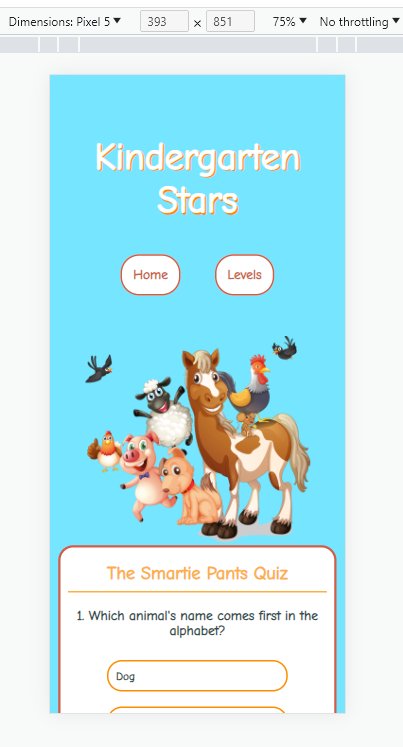 Dimensions: Pixel 5 393 x 851 75% No throttling
Kindergarten
Stars
Home Levels
The Smartie Pants Quiz
1. Which animal's name comes first in the
alphabet?
Dog